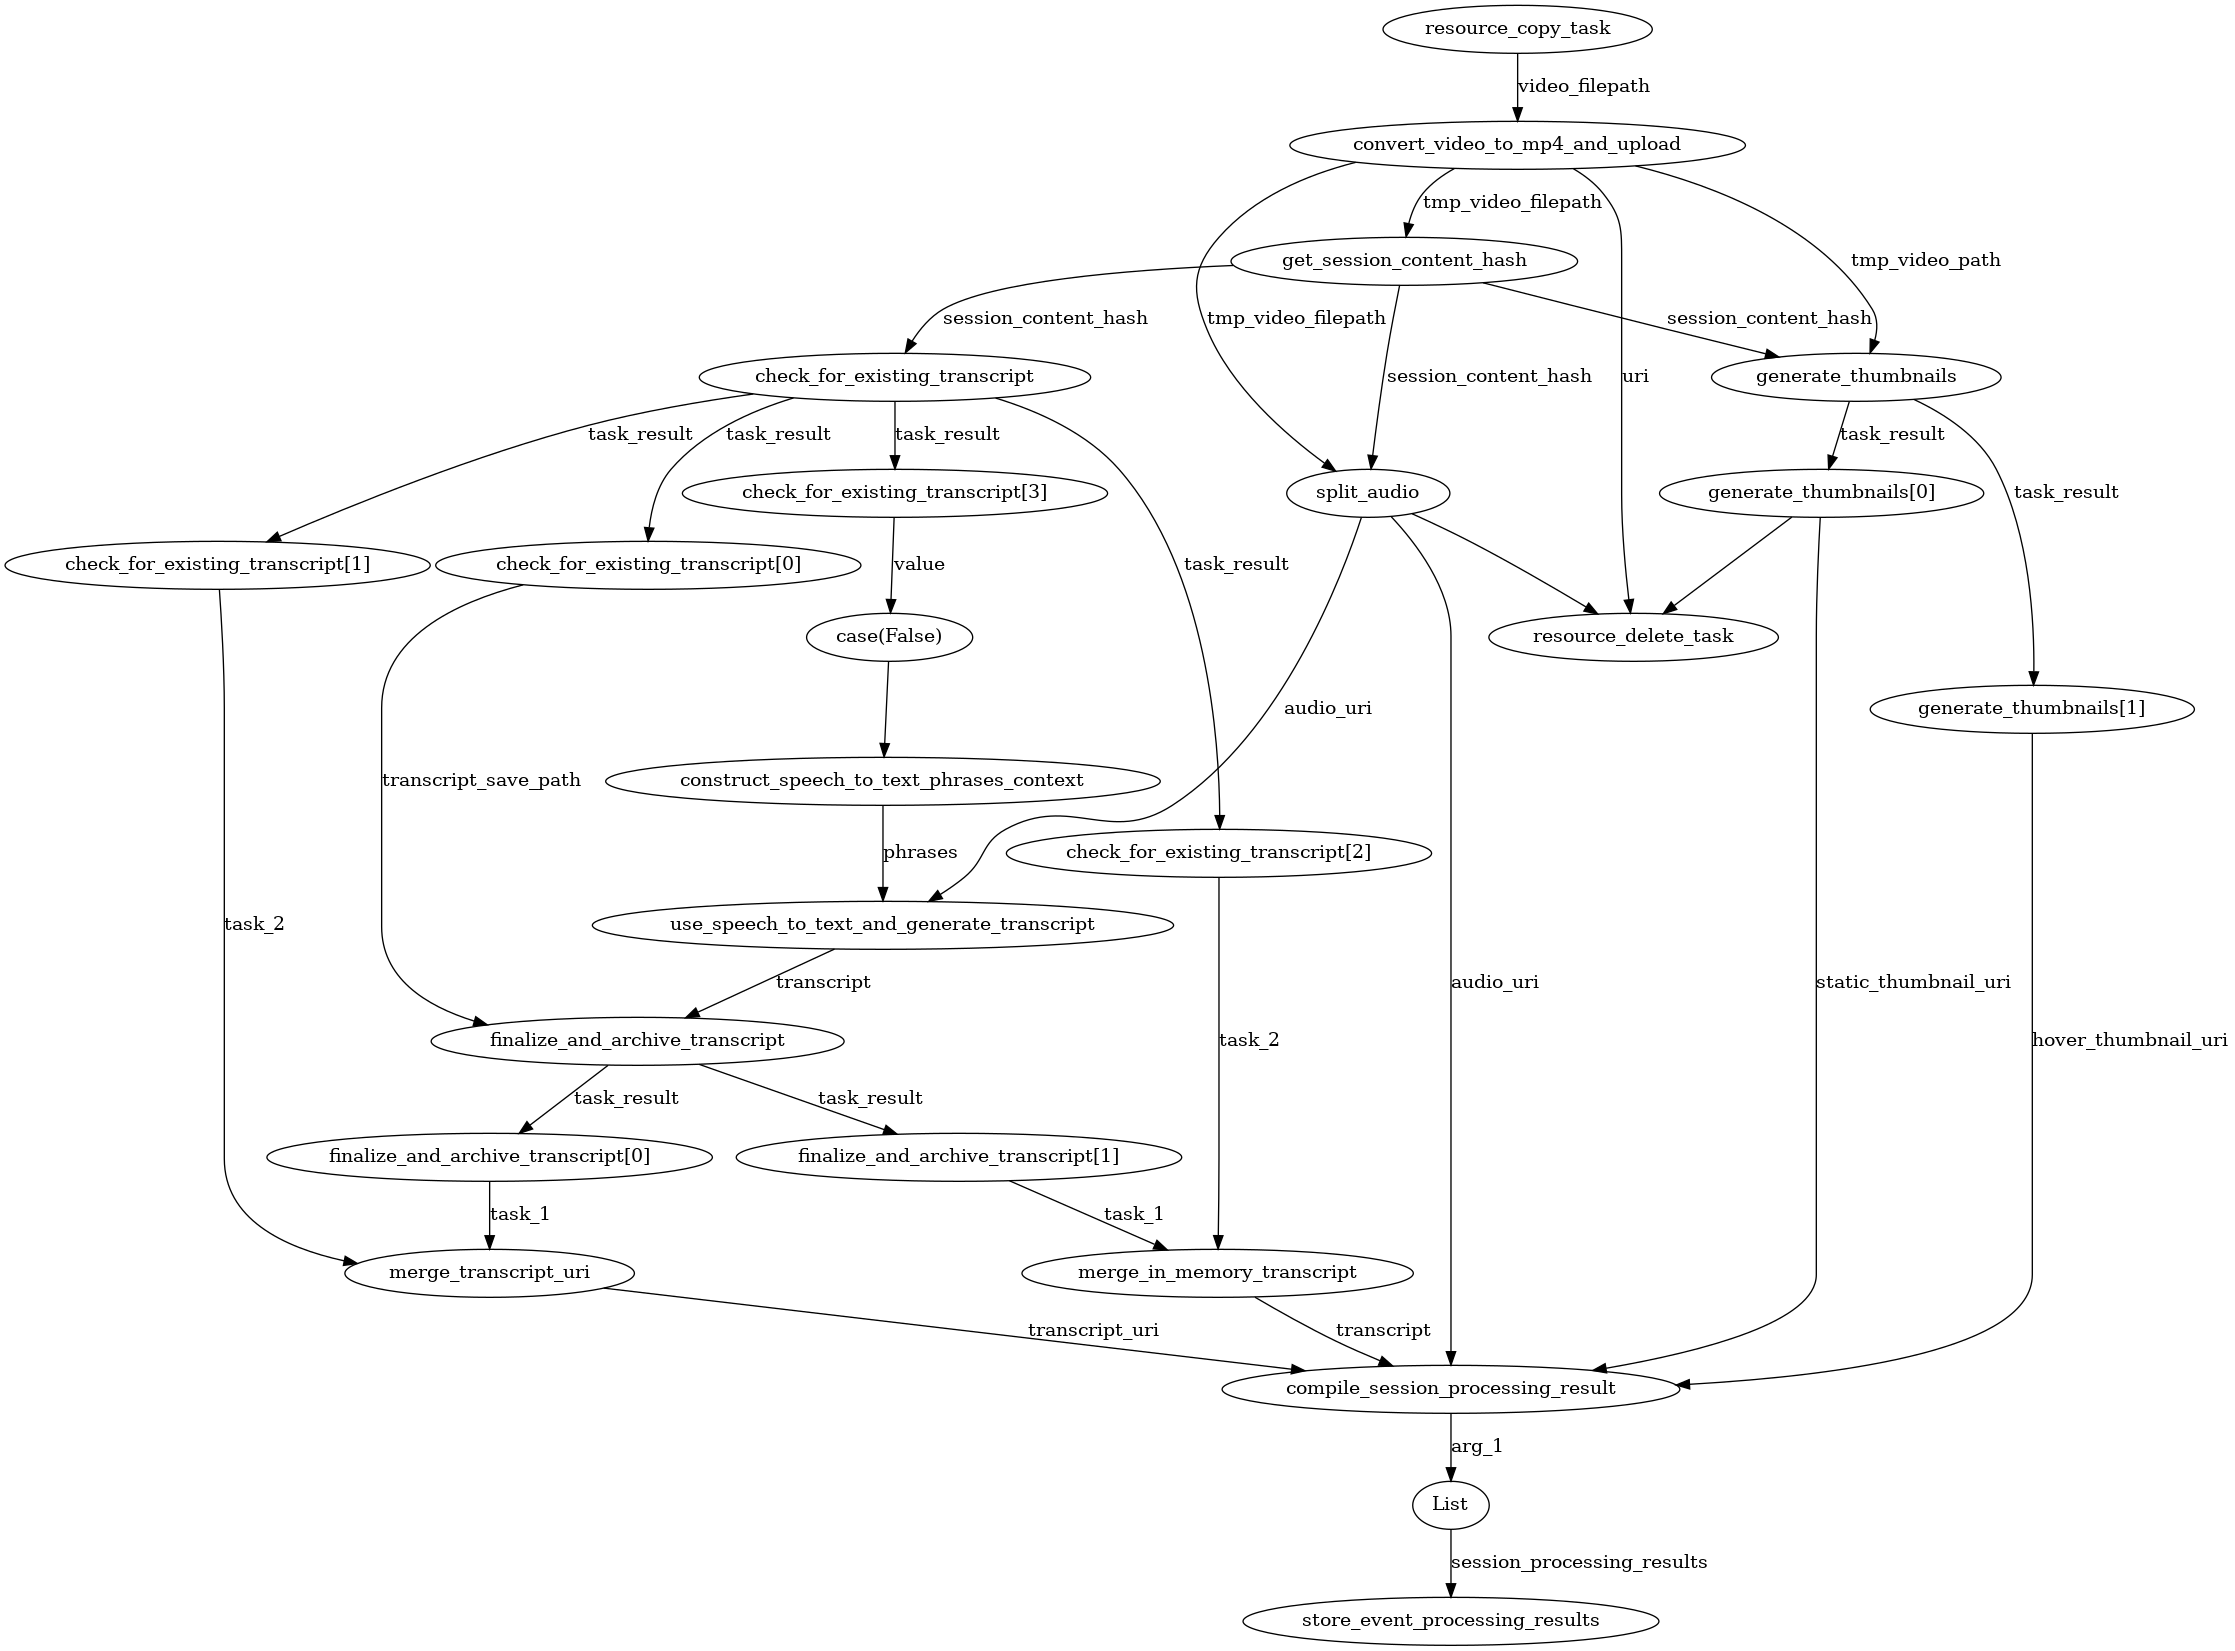 resource_copy_task
video_filepath
convert_video_to_mp4_and_upload
tmp_video_filepath
get_session_content_hash
tmp_video_path
session_content_hash
tmp_video_filepath
session_content_hash
check_for_existing_transcript
session_content_hash
uri
generate_thumbnails
task_result
task_result
task_result
task_result
check_for_existing_transcript[3]
split_audio
generate_thumbnails[0]
task_result
check_for_existing_transcript[1]
check_for_existing_transcript[0]
value
task_result
case(False)
resource_delete_task
audio_uri
generate_thumbnails[1]
transcript_save_path
construct_speech_to_text_phrases_context
phrases
check_for_existing_transcript[2]
task_2
use_speech_to_text_and_generate_transcript
transcript
audio_uri
static_thumbnail_uri
finalize_and_archive_transcript
task_2
hover_thumbnail_uri
task_result
task_result
finalize_and_archive_transcript[0]
finalize_and_archive_transcript[1]
task_1
task_1
merge_transcript_uri
merge_in_memory_transcript
transcript_uri
transcript
compile_session_processing_result
arg_1
List
session_processing_results
store_event_processing_results